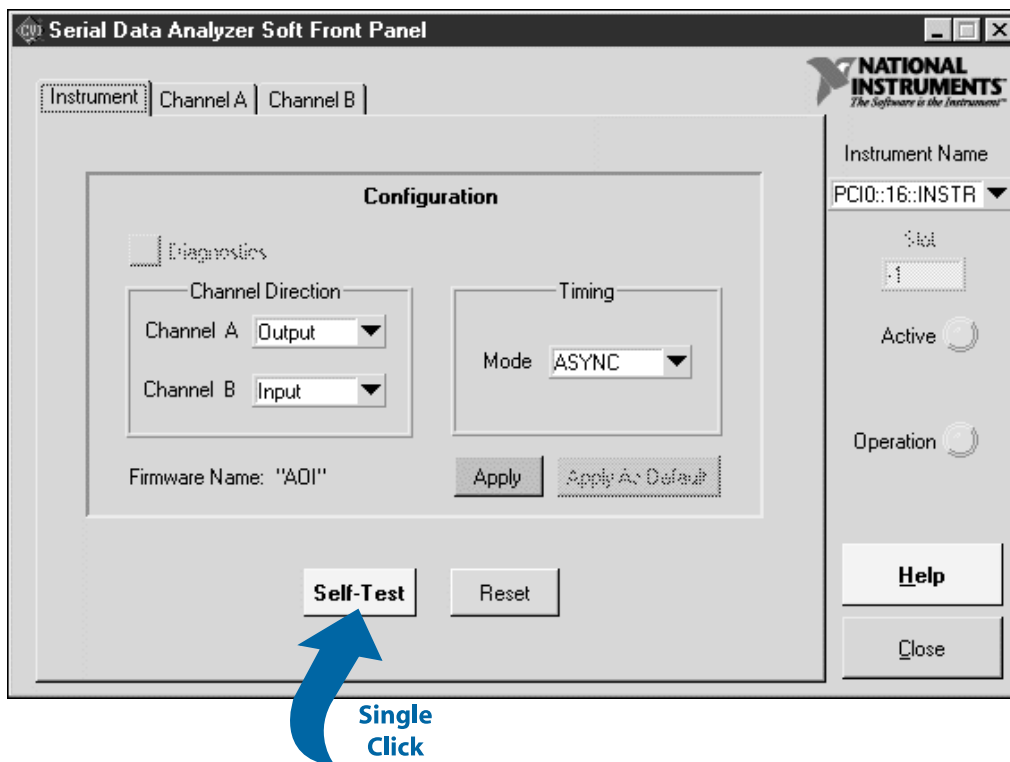 Serial Data Analyzer Soft Front Panel
NATIONAL
INSTRUMENTS
The Software is the Instrument
Instrument
Channel A
Channel B
Instrument Name
PCI0::16::INSTR
Slot
-1
Active
Operation
Configuration
Diagnostics
Channel Direction
Channel A
Output
Channel B
Input
Timing
Mode
ASYNC
Firmware Name: "AOI"
Apply
Apply As Default
Self-Test
Reset
Help
Close
Single
Click